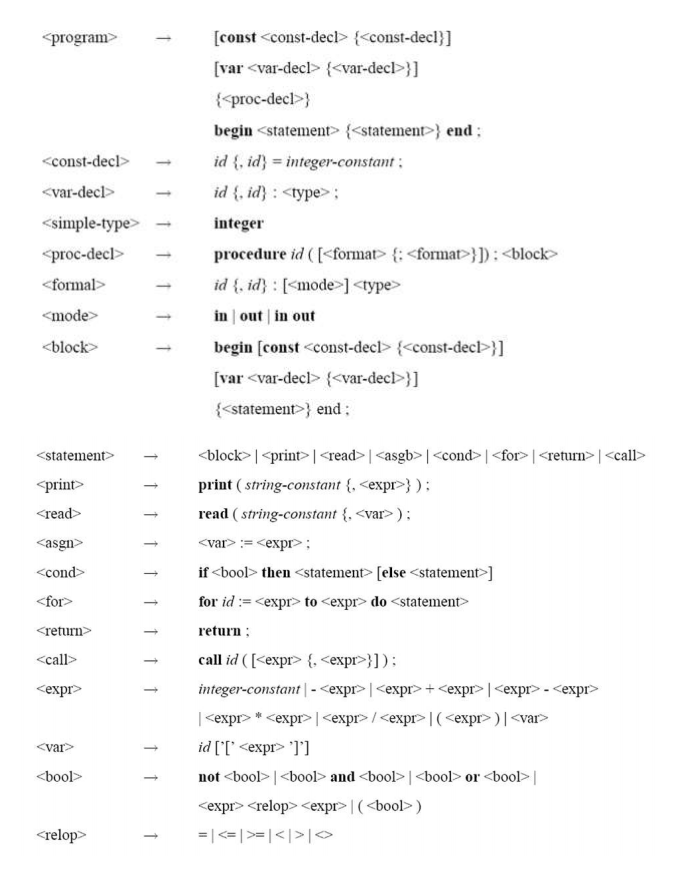 <program> → [const <const-decl> {<const-decl}]
[var <var-decl> {<var-decl>}]
{<proc-decl>}
begin <statement> {<statement>} end ;
<const-decl> → id {, id} = integer-constant ;
<var-decl> → id {, id} : <type> ;
<simple-type> → integer
<proc-decl> → procedure id ( [<format> {; <format>}]) ; <block>
<formal> → id {, id} : [<mode>] <type>
<mode> → in | out | in out
<block> → begin [const <const-decl> {<const-decl>}]
[var <var-decl> {<var-decl>}]
{<statement>} end ;
<statement> → <block> | <print> | <read> | <asgb> | <cond> | <for> | <return> | <call>
<print> → print ( string-constant {, <expr>} ) ;
<read> → read ( string-constant {, <var> ) ;
<asgn> → <var> := <expr> ;
<cond> → if <bool> then <statement> [else <statement>]
<for> → for id := <expr> to <expr> do <statement>
<return> → return ;
<call> → call id ( [<expr> {, <expr>}] ) ;
<expr> → integer-constant | - <expr> | <expr> + <expr> | <expr> - <expr>
| <expr> * <expr> | <expr> / <expr> | ( <expr> ) | <var>
<var> → id ['[' <expr> ']']
<bool> → not <bool> | <bool> and <bool> | <bool> or <bool> |
<expr> <relop> <expr> | ( <bool> )
<relop> → = | <= | >= | < | > | <>